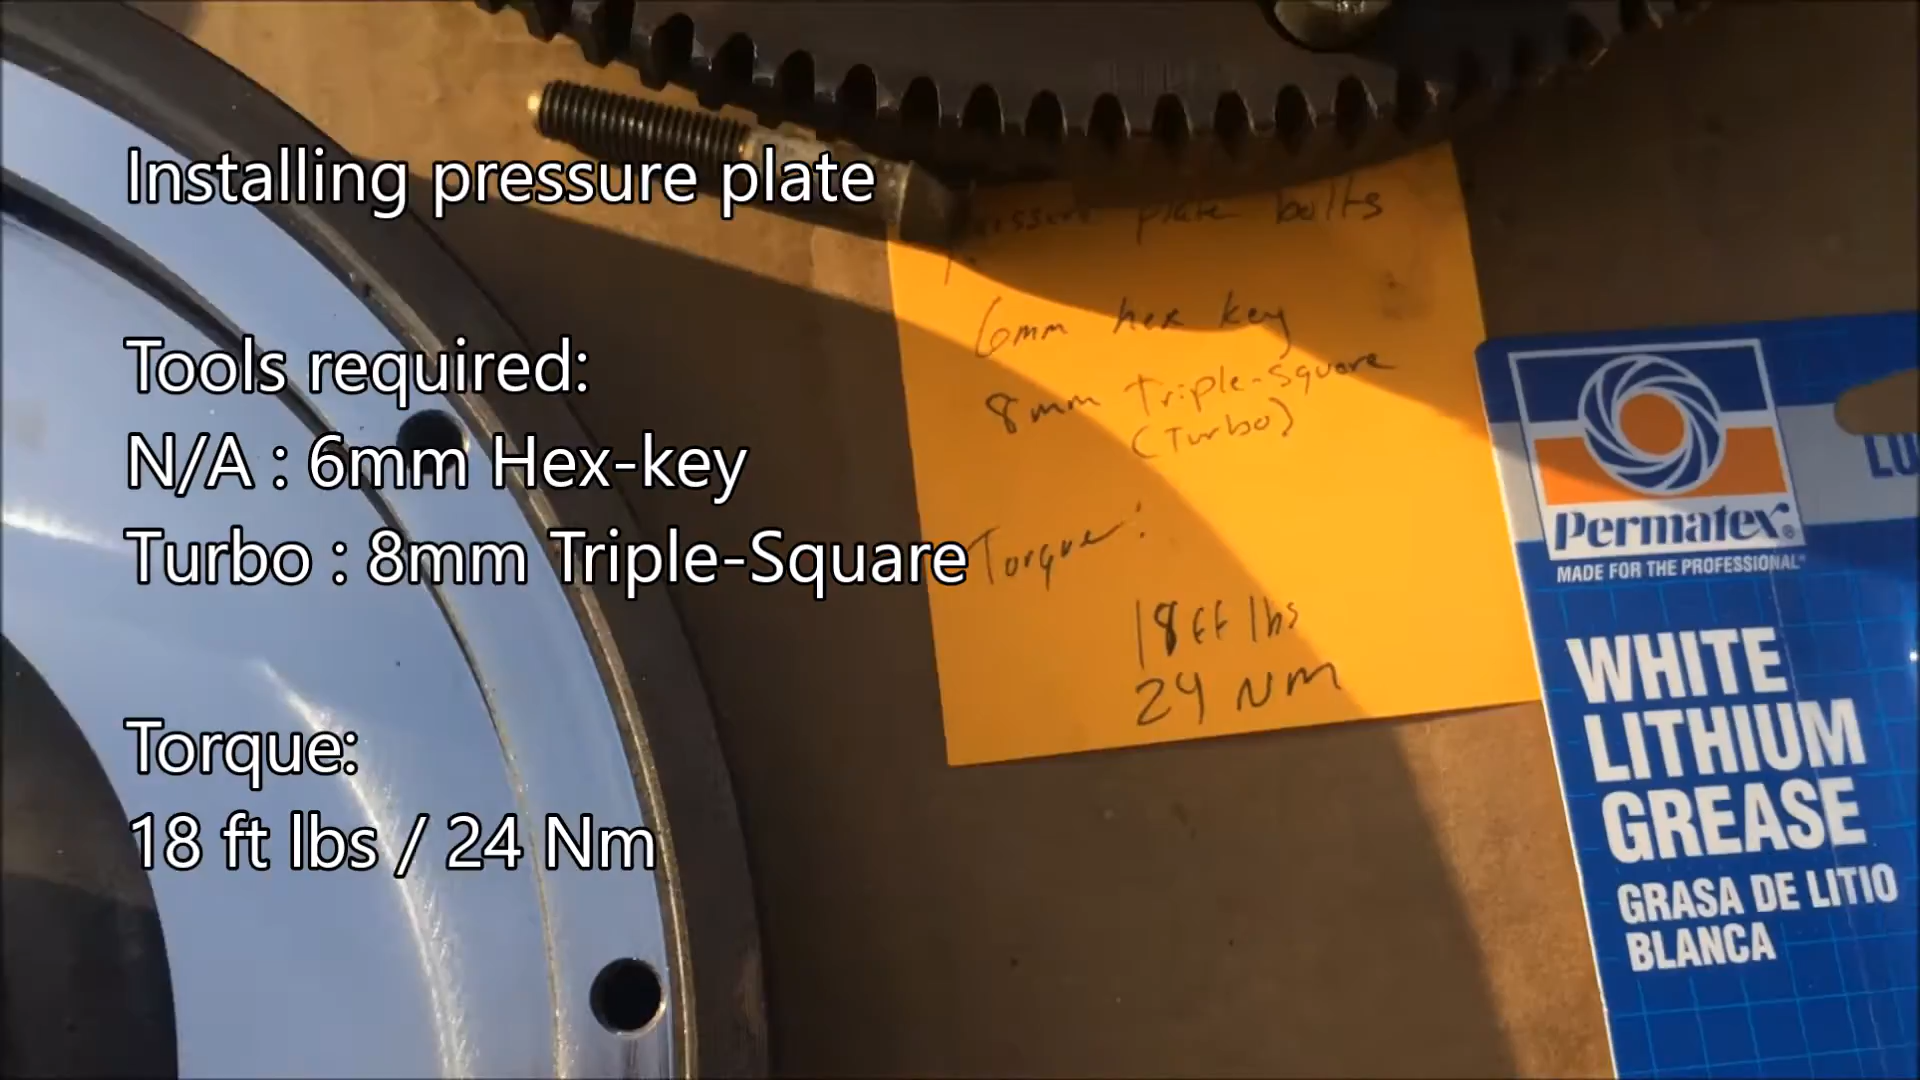 Installing pressure plate
Tools required:
N/A : 6mm Hex-key
Turbo : 8mm Triple-Square
Torque:
18 ft lbs / 24 Nm
pressure plate bolts
6mm hex key
8mm Triple-Square
(Turbo)
Torque:
18 ft lbs
24 NM
Permatex®
MADE FOR THE PROFESSIONAL
WHITE
LITHIUM
GREASE
GRASA DE LITIO
BLANCA